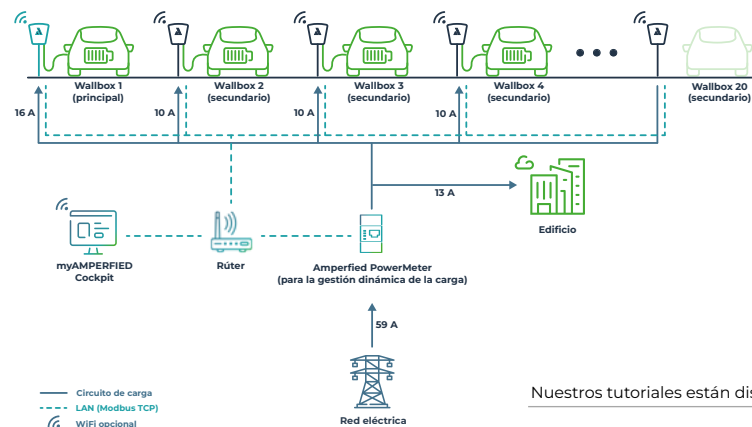 Wallbox 1
(principal)
Wallbox 2
(secundario)
Wallbox 3
(secundario)
Wallbox 4
(secundario)
Wallbox 20
(secundario)
16 A
10 A
10 A
10 A
13 A
Edificio
myAMPERFIED
Cockpit
Rúter
Amperfied PowerMeter
(para la gestión dinámica de la carga)
59 A
Red eléctrica
Circuito de carga
LAN (Modbus TCP)
WiFi opcional
Nuestros tutoriales están dis